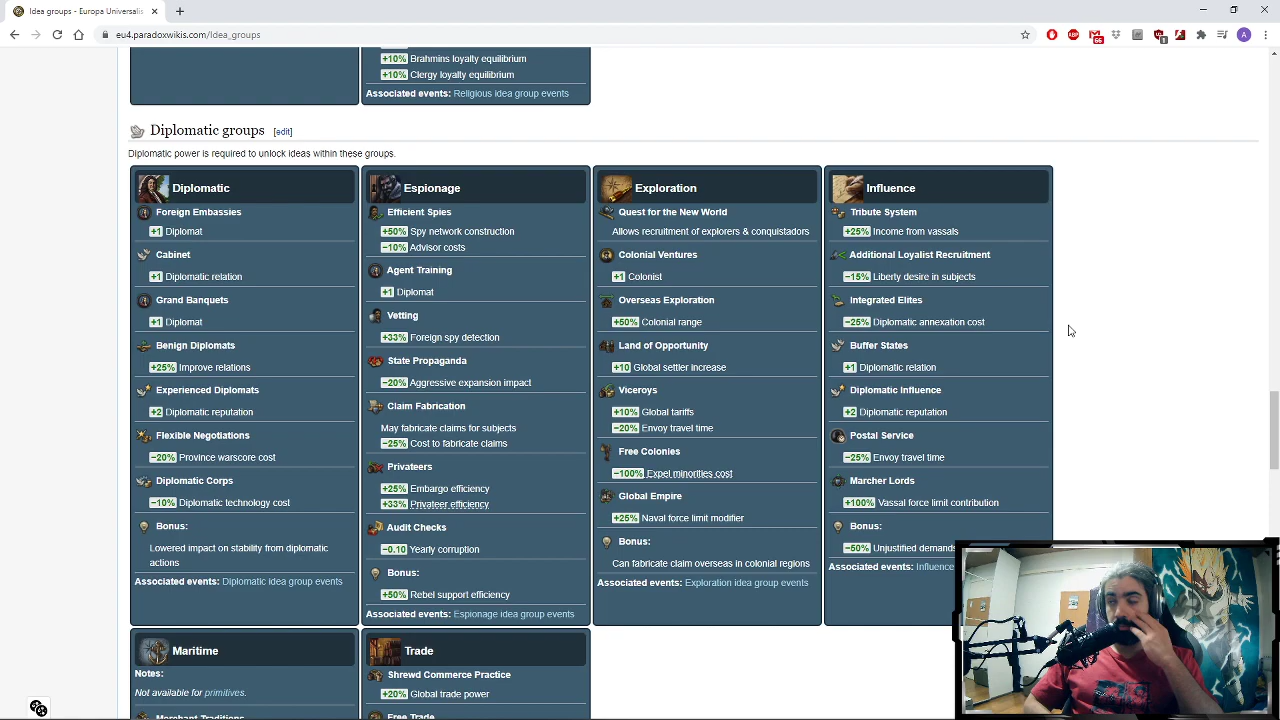 Idea groups - Europa Universalis
eu4.paradoxwikis.com/Idea_groups
66
1
A
+10% Brahmins loyalty equilibrium
+10% Clergy loyalty equilibrium
Associated events: Religious idea group events
Diplomatic groups [edit]
Diplomatic power is required to unlock ideas within these groups.
Diplomatic
Foreign Embassies
+1 Diplomat
Cabinet
+1 Diplomatic relation
Grand Banquets
+1 Diplomat
Benign Diplomats
+25% Improve relations
Experienced Diplomats
+2 Diplomatic reputation
Flexible Negotiations
−20% Province warscore cost
Diplomatic Corps
−10% Diplomatic technology cost
Bonus:
Lowered impact on stability from diplomatic
actions
Associated events: Diplomatic idea group events
Espionage
Efficient Spies
+50% Spy network construction
−10% Advisor costs
Agent Training
+1 Diplomat
Vetting
+33% Foreign spy detection
State Propaganda
−20% Aggressive expansion impact
Claim Fabrication
May fabricate claims for subjects
−25% Cost to fabricate claims
Privateers
+25% Embargo efficiency
+33% Privateer efficiency
Audit Checks
−0.10 Yearly corruption
Bonus:
+50% Rebel support efficiency
Associated events: Espionage idea group events
Exploration
Quest for the New World
Allows recruitment of explorers & conquistadors
Colonial Ventures
+1 Colonist
Overseas Exploration
+50% Colonial range
Land of Opportunity
+10 Global settler increase
Viceroys
+10% Global tariffs
−20% Envoy travel time
Free Colonies
−100% Expel minorities cost
Global Empire
+25% Naval force limit modifier
Bonus:
Can fabricate claim overseas in colonial regions
Associated events: Exploration idea group events
Influence
Tribute System
+25% Income from vassals
Additional Loyalist Recruitment
−15% Liberty desire in subjects
Integrated Elites
−25% Diplomatic annexation cost
Buffer States
+1 Diplomatic relation
Diplomatic Influence
+2 Diplomatic reputation
Postal Service
−25% Envoy travel time
Marcher Lords
+100% Vassal force limit contribution
Bonus:
−50% Unjustified demands
Associated events: Influence
Maritime
Notes:
Not available for primitives.
Merchant Traditions
Trade
Shrewd Commerce Practice
+20% Global trade power
Free Trade